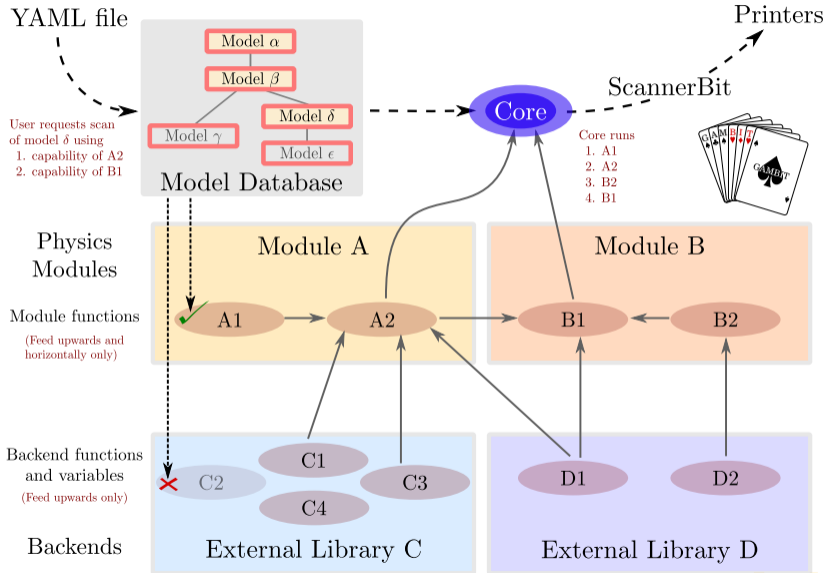 YAML file
Printers
Model α
Model β
Model γ
Model δ
Model ϵ
Model Database
User requests scan
of model δ using
1. capability of A2
2. capability of B1
Core
ScannerBit
Core runs
1. A1
2. A2
3. B2
4. B1
G A M B I T
GAMBIT
Physics
Modules
Module A
Module B
Module functions
(Feed upwards and
horizontally only)
A1
A2
B1
B2
Backend functions
and variables
(Feed upwards only)
C1
C2
C3
C4
D1
D2
Backends
External Library C
External Library D